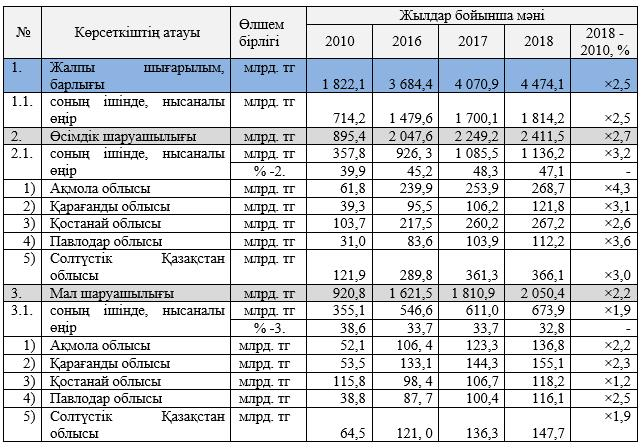 № Көрсеткіштің атауы Өлшем бірлігі Жылдар бойынша мәні
2010 2016 2017 2018 2018 - 2010, %
1. Жалпы шығарылым, барлығы млрд. тг 1 822,1 3 684,4 4 070,9 4 474,1 ×2,5
1.1. соның ішінде, нысаналы өңір млрд. тг 714,2 1 479,6 1 700,1 1 814,2 ×2,5
2. Өсімдік шаруашылығы млрд. тг 895,4 2 047,6 2 249,2 2 411,5 ×2,7
2.1. соның ішінде, нысаналы өңір млрд. тг 357,8 926, 3 1 085,5 1 136,2 ×3,2
% -2. 39,9 45,2 48,3 47,1 -
1) Ақмола облысы млрд. тг 61,8 239,9 253,9 268,7 ×4,3
2) Қарағанды облысы млрд. тг 39,3 95,5 106,2 121,8 ×3,1
3) Қостанай облысы млрд. тг 103,7 217,5 260,2 267,2 ×2,6
4) Павлодар облысы млрд. тг 31,0 83,6 103,9 112,2 ×3,6
5) Солтүстік Қазақстан облысы млрд. тг 121,9 289,8 361,3 366,1 ×3,0
3. Мал шаруашылығы млрд. тг 920,8 1 621,5 1 810,9 2 050,4 ×2,2
3.1. соның ішінде, нысаналы өңір млрд. тг 355,1 546,6 611,0 673,9 ×1,9
% -3. 38,6 33,7 33,7 32,8 -
1) Ақмола облысы млрд. тг 52,1 106, 4 123,3 136,8 ×2,2
2) Қарағанды облысы млрд. тг 53,5 133,1 144,3 155,1 ×2,3
3) Қостанай облысы млрд. тг 115,8 98, 4 106,7 118,2 ×1,2
4) Павлодар облысы млрд. тг 38,8 87, 7 100,4 116,1 ×2,5
5) Солтүстік Қазақстан облысы млрд. тг 64,5 121, 0 136,3 147,7 ×1,9